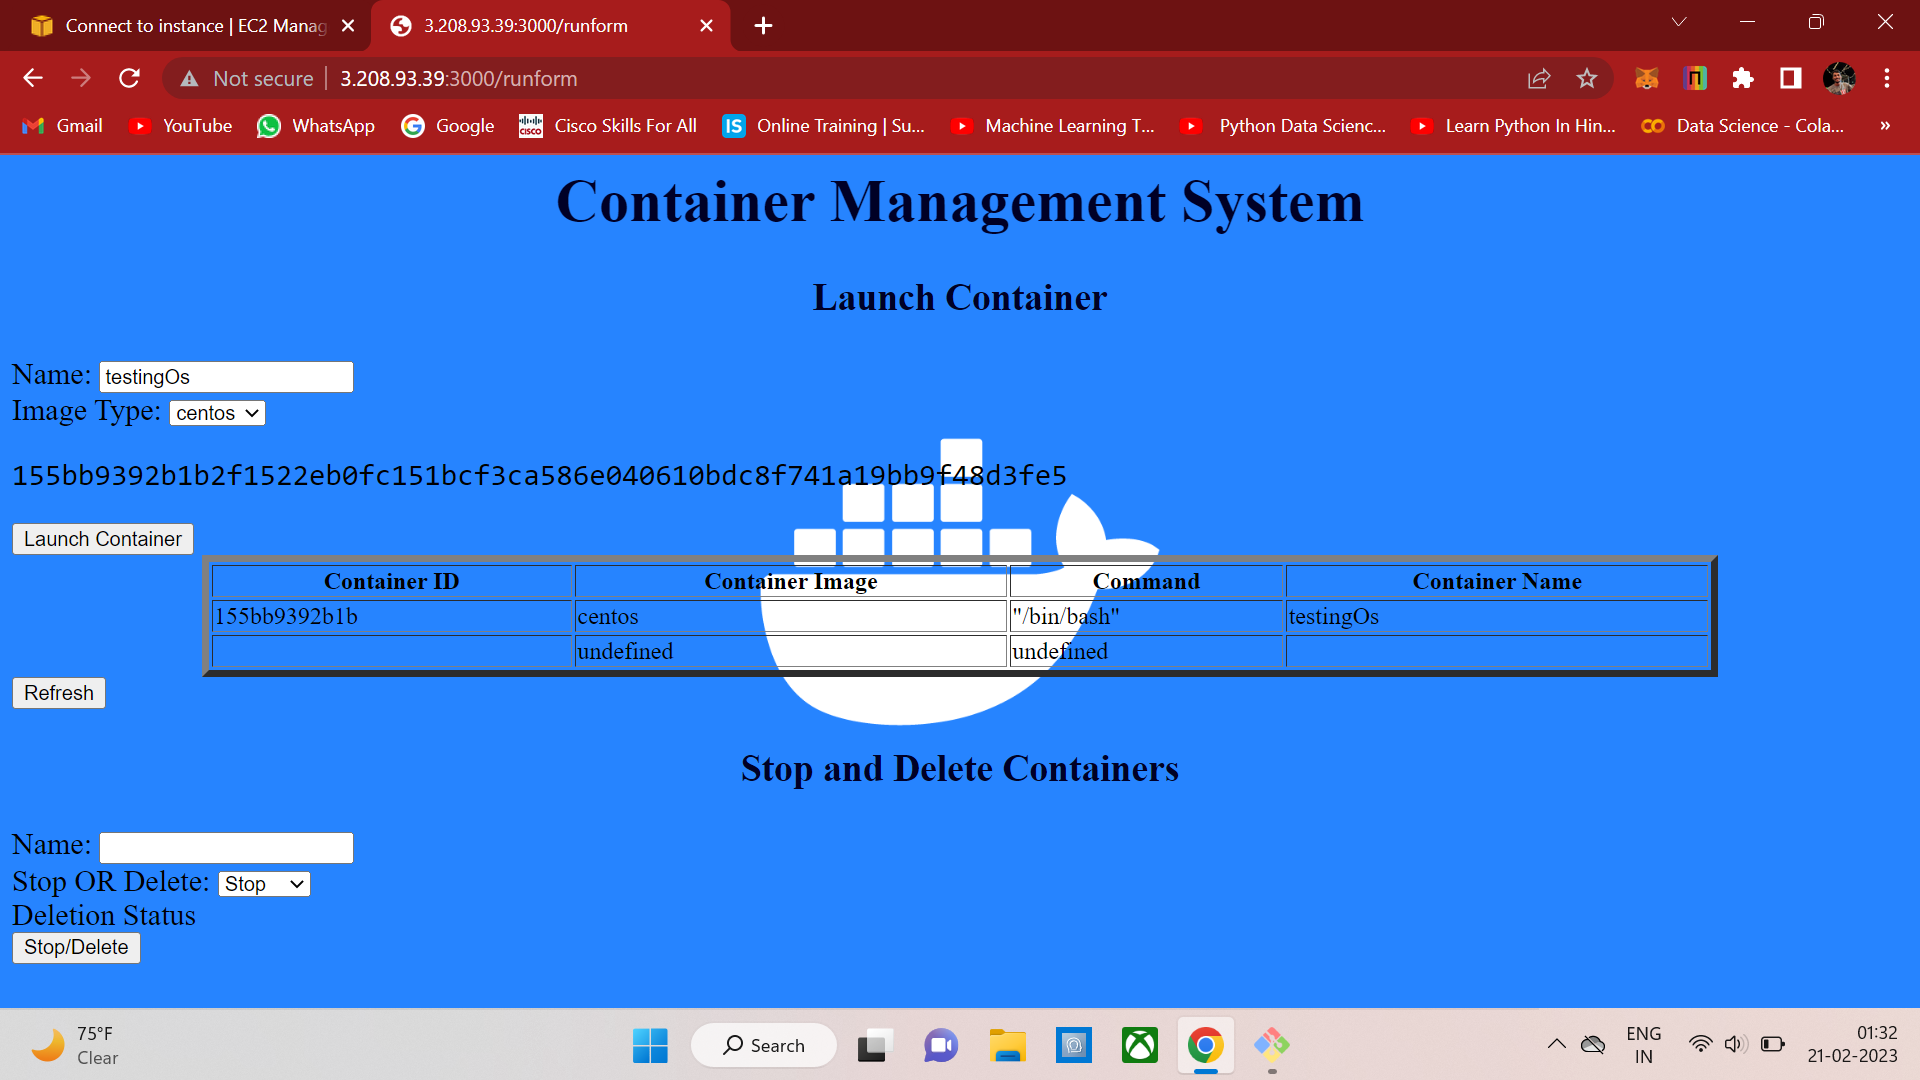 Connect to instance | EC2 Manag
3.208.93.39:3000/runform
Not secure | 3.208.93.39:3000/runform
Gmail YouTube WhatsApp Google Cisco Skills For All Online Training | Su... Machine Learning T... Python Data Scienc... Learn Python In Hin... Data Science - Cola... »
Container Management System
Launch Container
Name: testingOs
Image Type: centos
155bb9392b1b2f1522eb0fc151bcf3ca586e040610bdc8f741a19bb9f48d3fe5
Launch Container
Container ID Container Image Command Container Name
155bb9392b1b centos "/bin/bash" testingOs
undefined undefined
Refresh
Stop and Delete Containers
Name:
Stop OR Delete: Stop
Deletion Status
Stop/Delete
75°F
Clear
Search
ENG
IN
01:32
21-02-2023